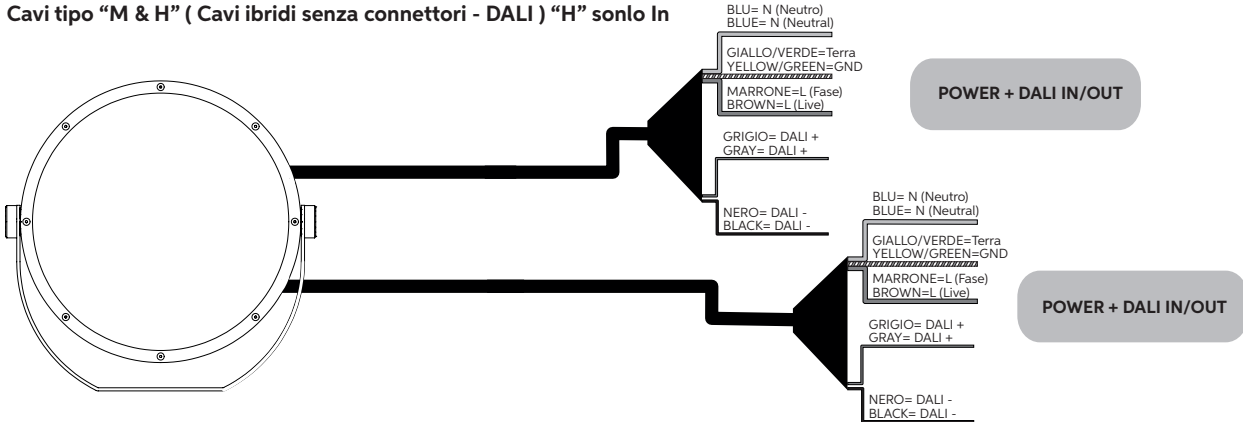 Cavi tipo “M & H” ( Cavi ibridi senza connettori - DALI ) “H” sonlo In
BLU= N (Neutro)
BLUE= N (Neutral)
GIALLO/VERDE=Terra
YELLOW/GREEN=GND
MARRONE=L (Fase)
BROWN=L (Live)
GRIGIO= DALI +
GRAY= DALI +
NERO= DALI -
BLACK= DALI -
POWER + DALI IN/OUT
BLU= N (Neutro)
BLUE= N (Neutral)
GIALLO/VERDE=Terra
YELLOW/GREEN=GND
MARRONE=L (Fase)
BROWN=L (Live)
GRIGIO= DALI +
GRAY= DALI +
NERO= DALI -
BLACK= DALI -
POWER + DALI IN/OUT